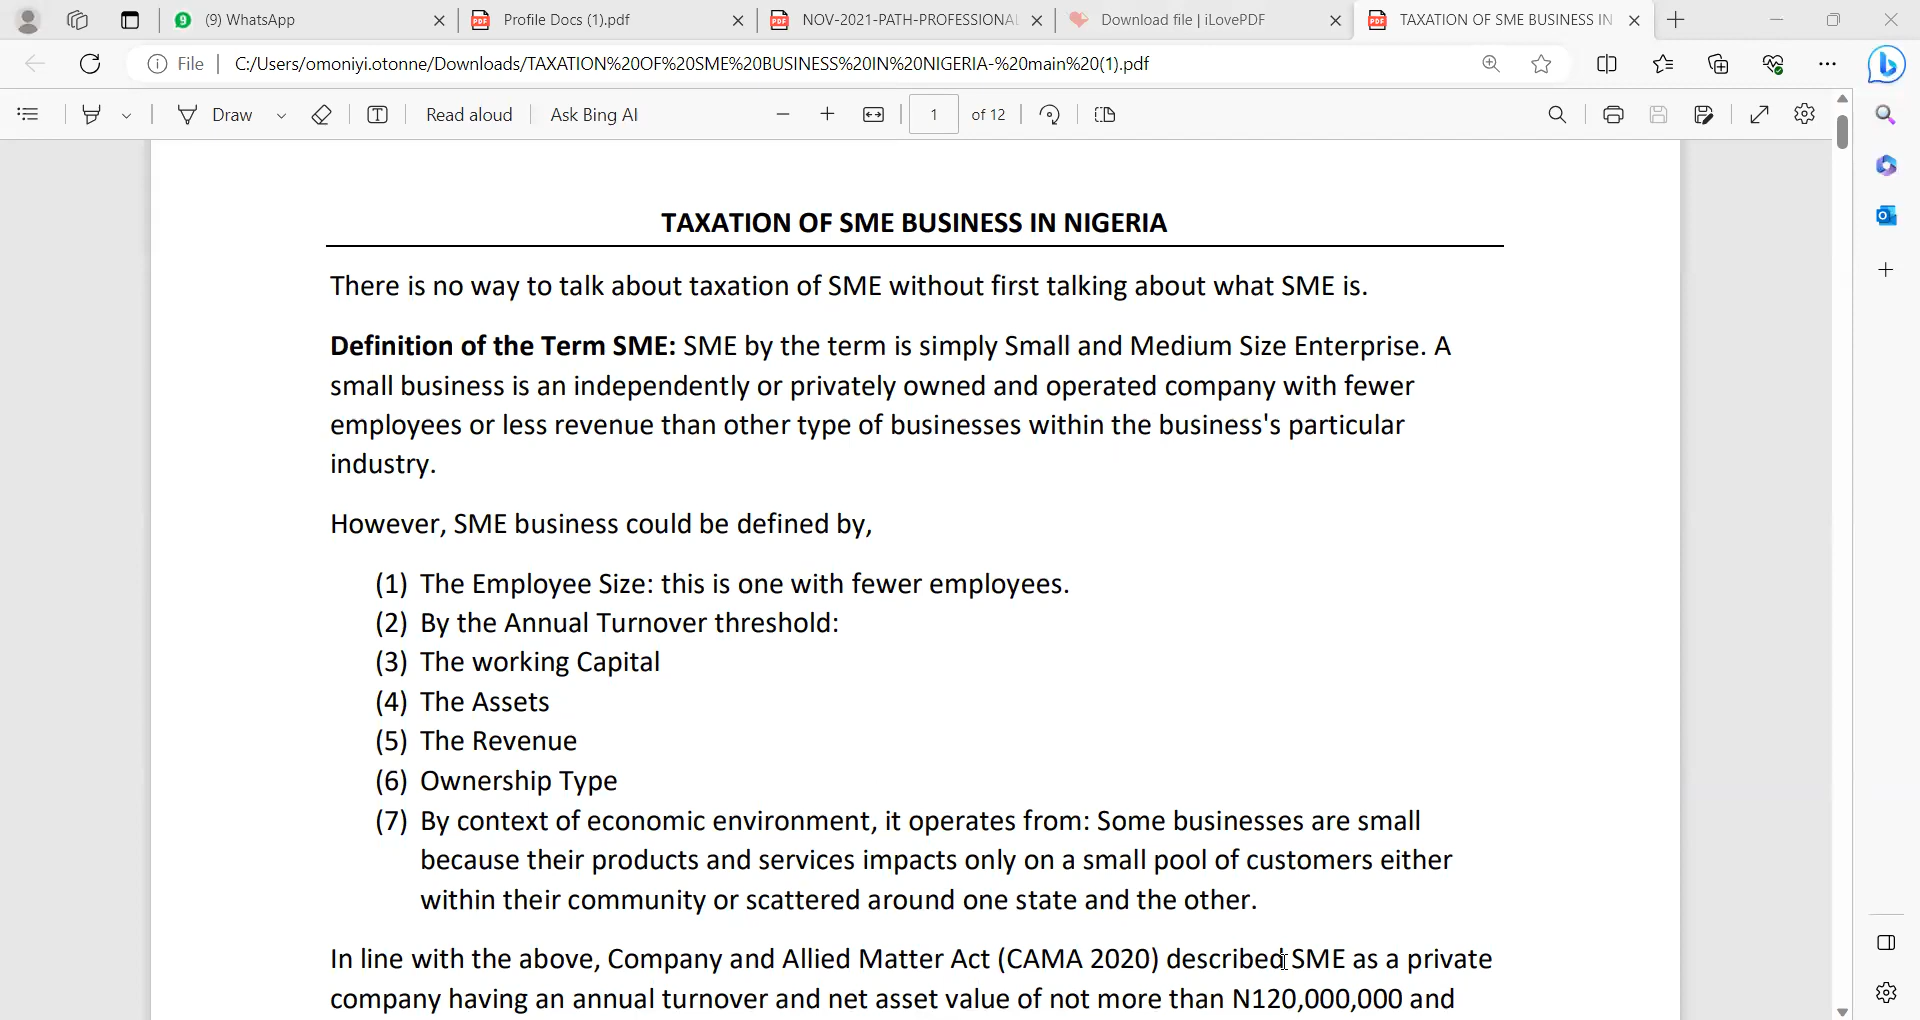 (9) WhatsApp
Profile Docs (1).pdf
NOV-2021-PATH-PROFESSIONAL
Download file | iLovePDF
TAXATION OF SME BUSINESS IN
File
C:/Users/omoniyi.otonne/Downloads/TAXATION%20OF%20SME%20BUSINESS%20IN%20NIGERIA-%20main%20(1).pdf
Draw
Read aloud
Ask Bing AI
1 of 12
TAXATION OF SME BUSINESS IN NIGERIA
There is no way to talk about taxation of SME without first talking about what SME is.
Definition of the Term SME: SME by the term is simply Small and Medium Size Enterprise. A
small business is an independently or privately owned and operated company with fewer
employees or less revenue than other type of businesses within the business's particular
industry.
However, SME business could be defined by,
(1) The Employee Size: this is one with fewer employees.
(2) By the Annual Turnover threshold:
(3) The working Capital
(4) The Assets
(5) The Revenue
(6) Ownership Type
(7) By context of economic environment, it operates from: Some businesses are small
because their products and services impacts only on a small pool of customers either
within their community or scattered around one state and the other.
In line with the above, Company and Allied Matter Act (CAMA 2020) described SME as a private
company having an annual turnover and net asset value of not more than N120,000,000 and